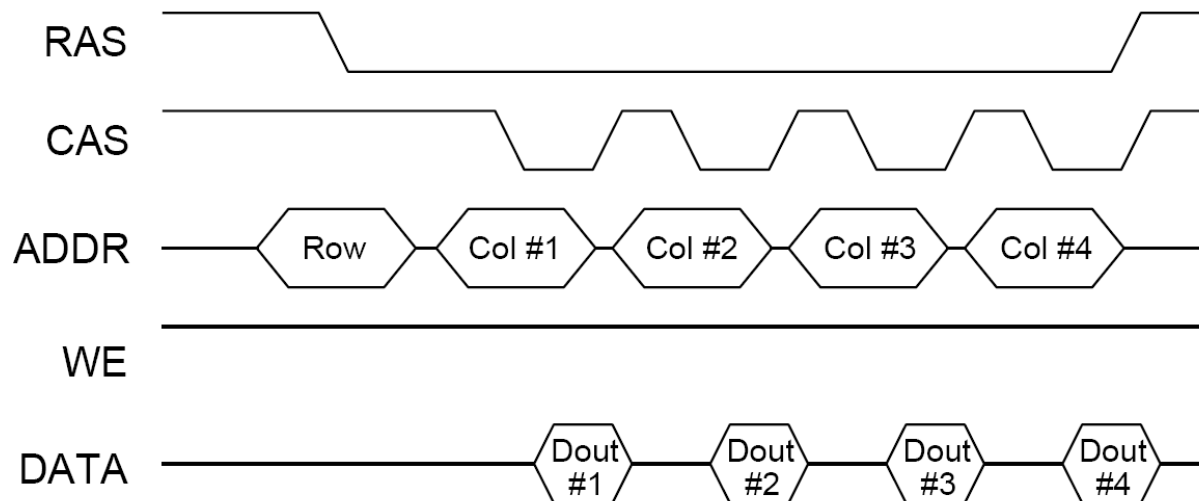 RAS
CAS
ADDR
Row
Col #1
Col #2
Col #3
Col #4
WE
DATA
Dout
#1
Dout
#2
Dout
#3
Dout
#4